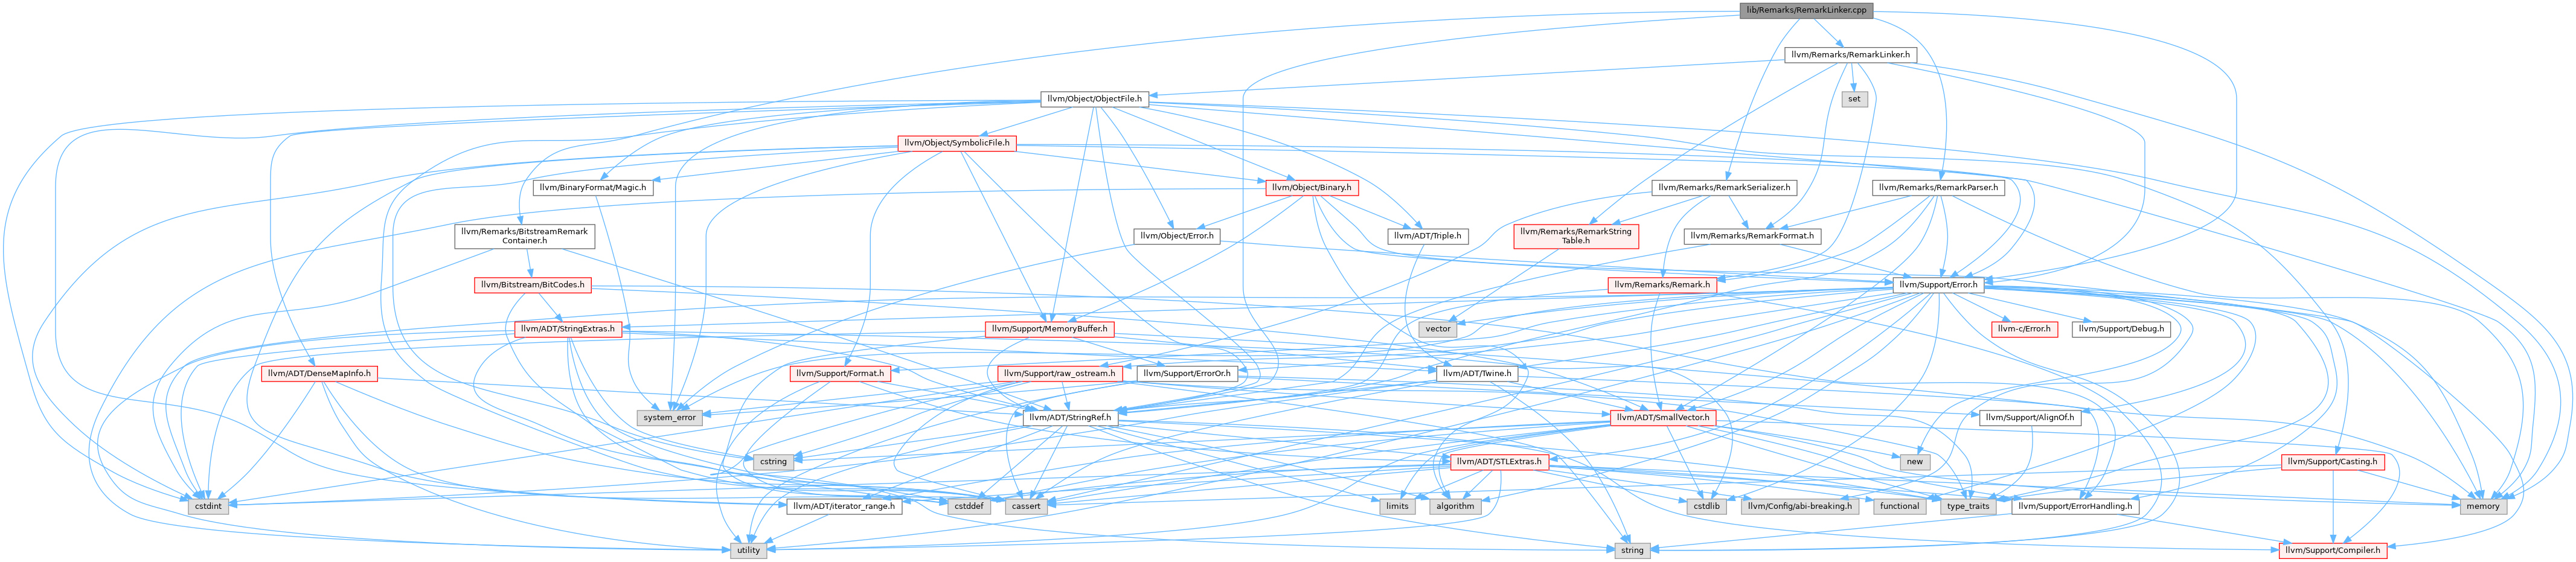 lib/Remarks/RemarkLinker.cpp
llvm/Remarks/RemarkLinker.h
llvm/Object/ObjectFile.h
set
llvm/Object/SymbolicFile.h
llvm/BinaryFormat/Magic.h
llvm/Object/Binary.h
llvm/Remarks/RemarkSerializer.h
llvm/Remarks/RemarkParser.h
llvm/Remarks/BitstreamRemark
Container.h
llvm/Object/Error.h
llvm/ADT/Triple.h
llvm/Remarks/RemarkString
Table.h
llvm/Remarks/RemarkFormat.h
llvm/Bitstream/BitCodes.h
llvm/Remarks/Remark.h
llvm/Support/Error.h
llvm/ADT/StringExtras.h
llvm/Support/MemoryBuffer.h
vector
llvm-c/Error.h
llvm/Support/Debug.h
llvm/ADT/DenseMapInfo.h
llvm/Support/Format.h
llvm/Support/raw_ostream.h
llvm/Support/ErrorOr.h
llvm/ADT/Twine.h
system_error
llvm/ADT/StringRef.h
llvm/ADT/SmallVector.h
llvm/Support/AlignOf.h
cstring
llvm/ADT/STLExtras.h
new
llvm/Support/Casting.h
cstdint
llvm/ADT/iterator_range.h
cstddef
cassert
limits
algorithm
cstdlib
llvm/Config/abi-breaking.h
functional
type_traits
llvm/Support/ErrorHandling.h
memory
utility
string
llvm/Support/Compiler.h